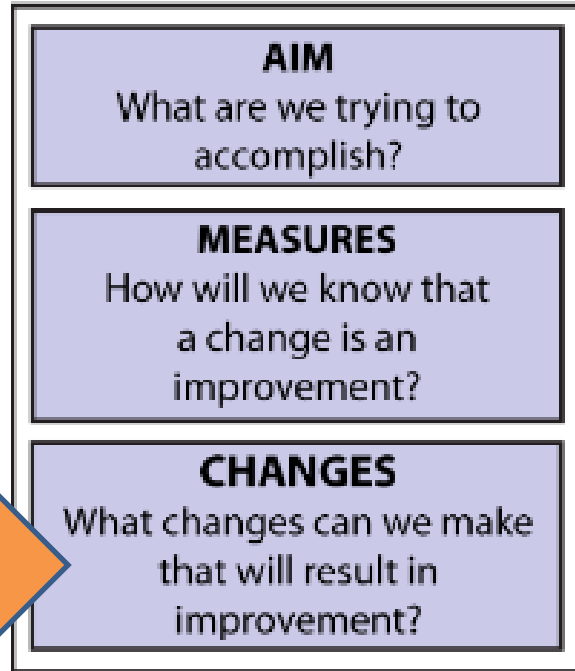 AIM
What are we trying to
accomplish?
MEASURES
How will we know that
a change is an
improvement?
CHANGES
What changes can we make
that will result in
improvement?